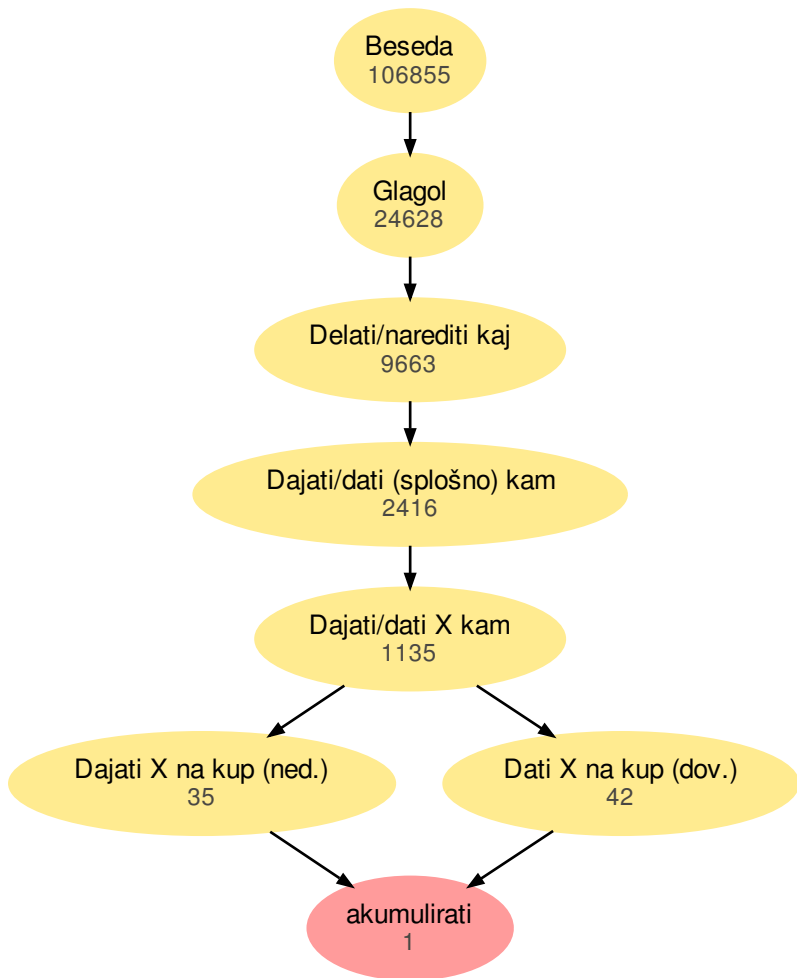 Beseda
106855
Glagol
24628
Delati/narediti kaj
9663
Dajati/dati (splošno) kam
2416
Dajati/dati X kam
1135
Dajati X na kup (ned.)
35
Dati X na kup (dov.)
42
akumulirati
1